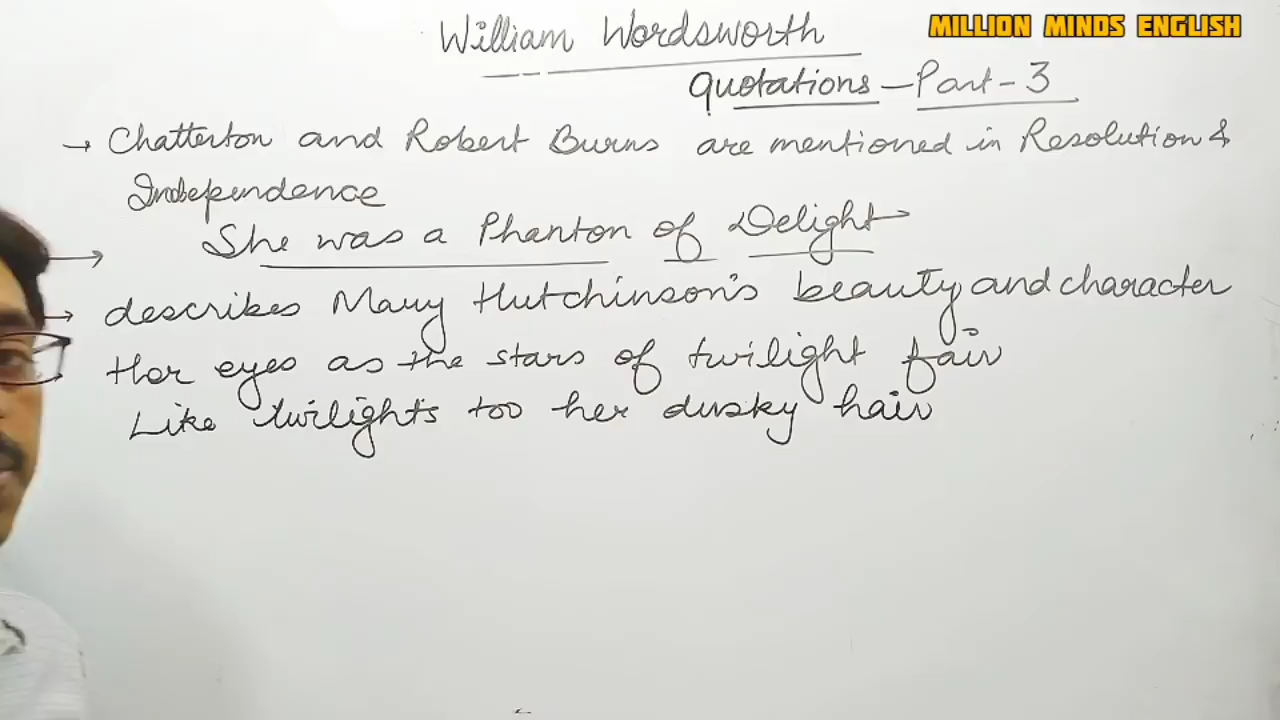 William Wordsworth
MILLION MINDS ENGLISH
Quotations - Part - 3
→ Chatterton and Robert Burns are mentioned in Resolution &
Independence
→ She was a Phanton of Delight
→ describes Mary Hutchinson's beauty and character
Her eyes as the stars of twilight fair
Like twilights too her dusky hair